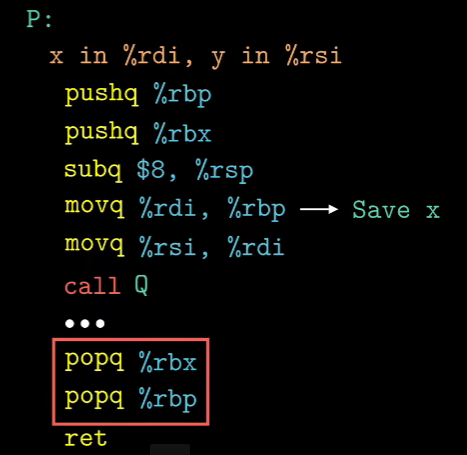 P:
x in %rdi, y in %rsi
pushq %rbp
pushq %rbx
subq $8, %rsp
movq %rdi, %rbp → Save x
movq %rsi, %rdi
call Q
•••
popq %rbx
popq %rbp
ret